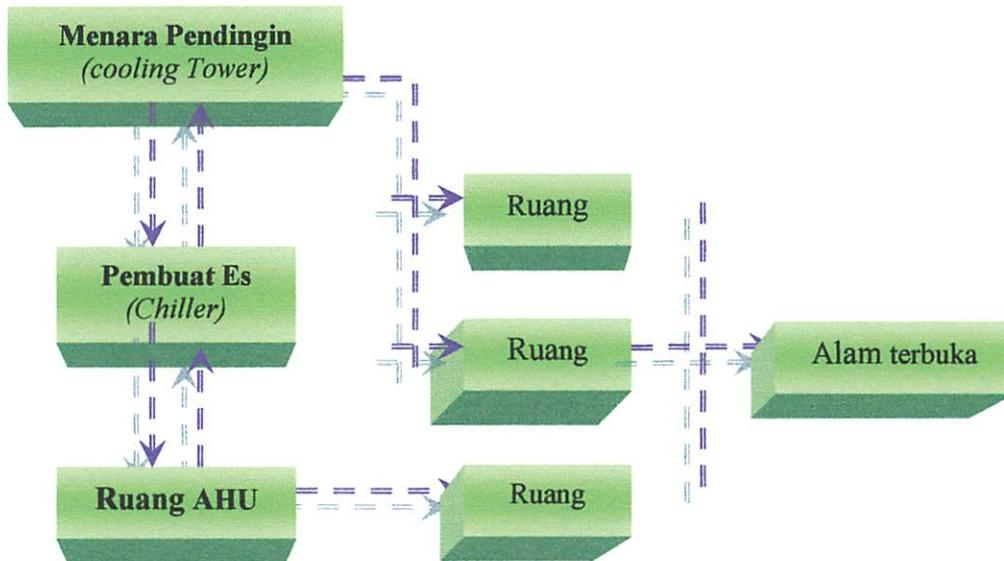 Menara Pendingin
(cooling Tower)
Ruang
Pembuat Es
(Chiller)
Ruang
Alam terbuka
Ruang AHU
Ruang